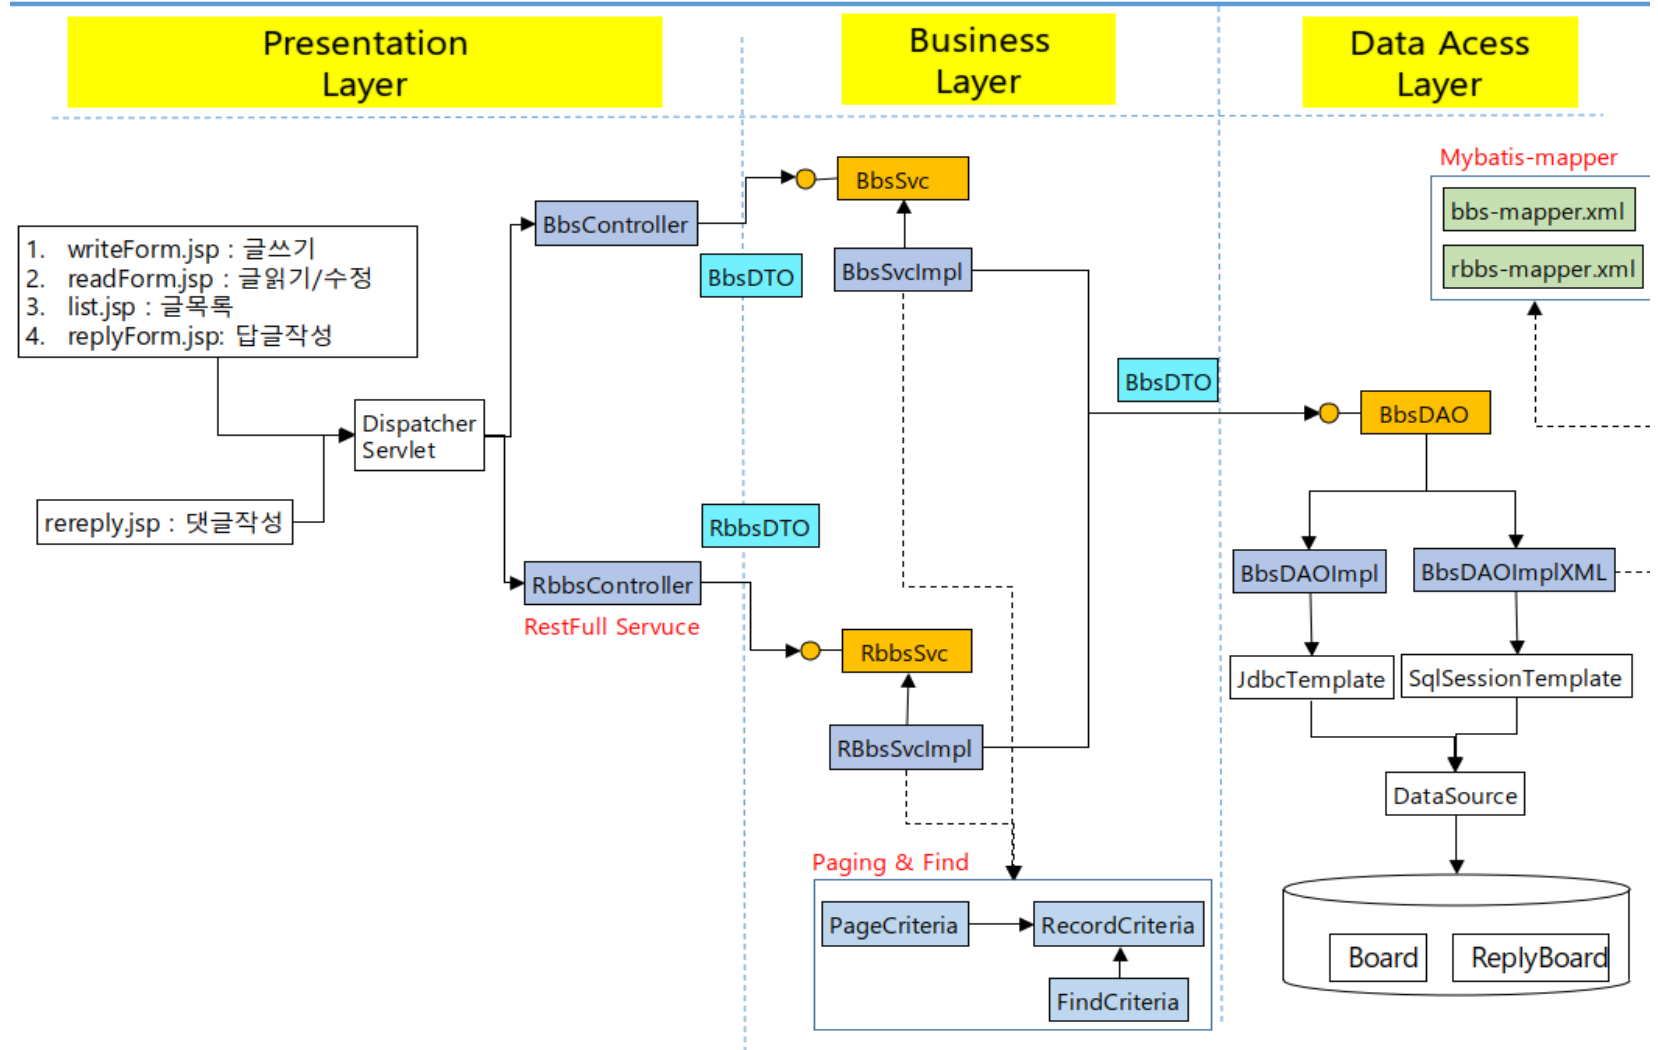 Presentation
Layer
Business
Layer
Data Acess
Layer
Mybatis-mapper
bbs-mapper.xml
rbbs-mapper.xml
BbsSvc
BbsController
BbsDTO
BbsSvcImpl
1. writeForm.jsp : 글쓰기
2. readForm.jsp : 글읽기/수정
3. list.jsp : 글목록
4. replyForm.jsp: 답글작성
BbsDTO
BbsDAO
Dispatcher
Servlet
rereply.jsp : 댓글작성
RbbsDTO
RbbsController
RestFull Servuce
BbsDAOImpl
BbsDAOImplXML
RbbsSvc
JdbcTemplate
SqlSessionTemplate
RBbsSvcImpl
DataSource
Paging & Find
PageCriteria
RecordCriteria
FindCriteria
Board
ReplyBoard